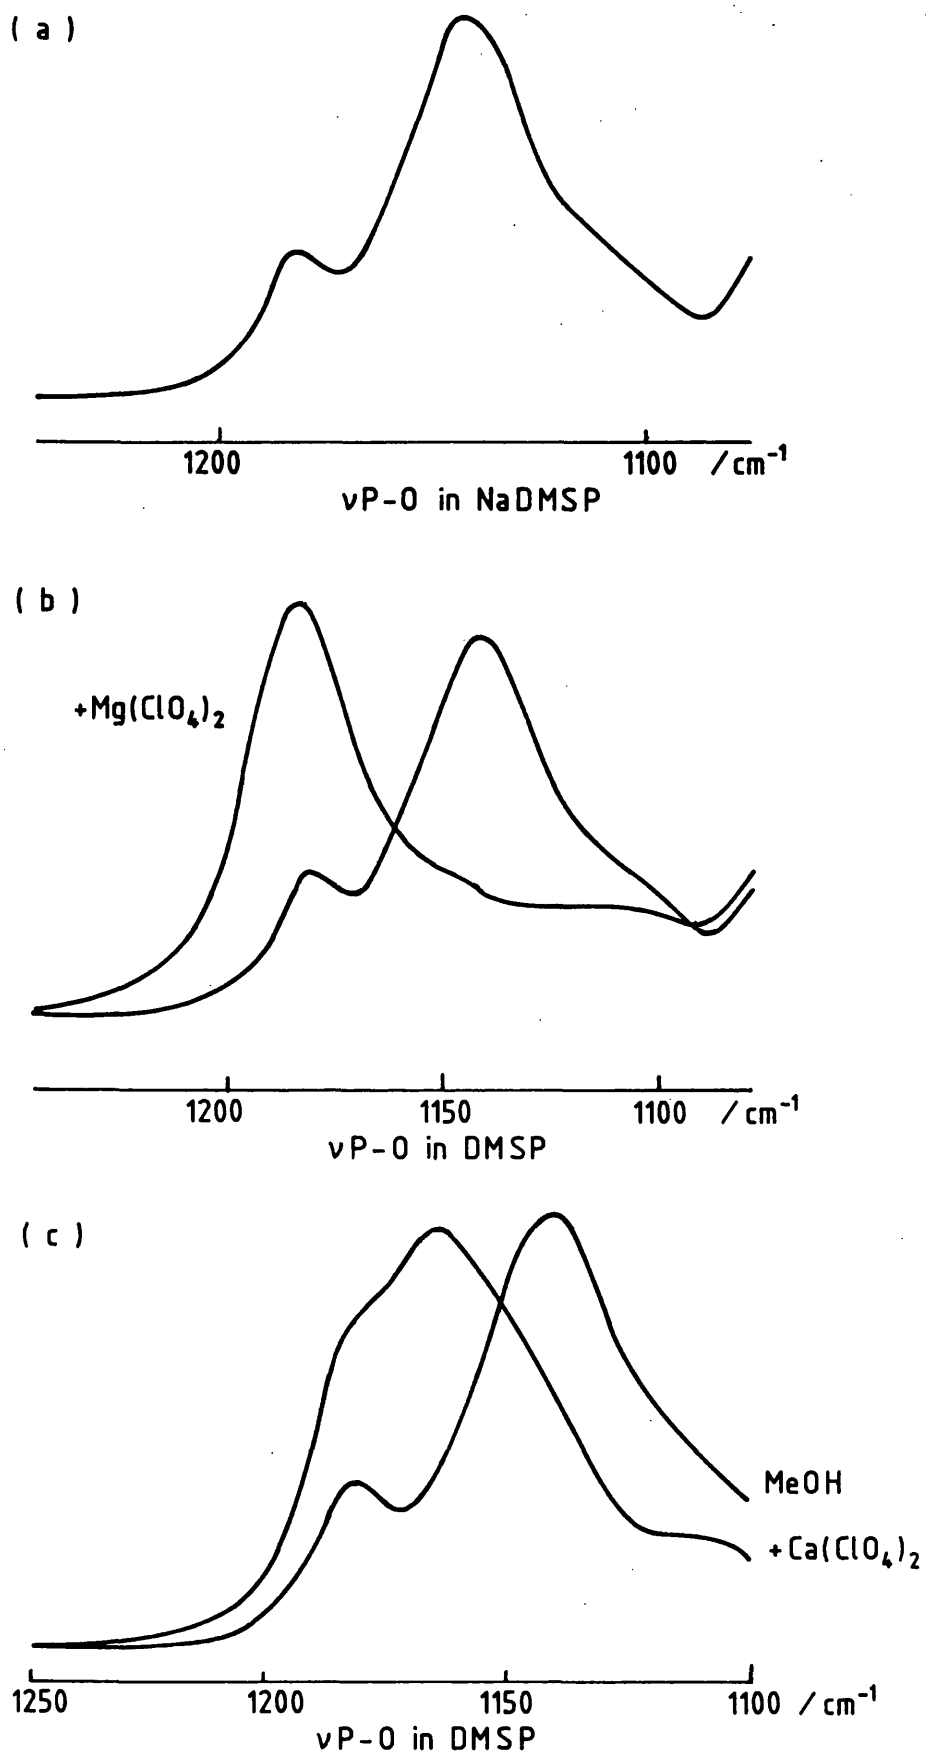 ( a )
1200 1100 /cm⁻¹
νP-O in NaDMSP
( b )
+Mg(ClO₄)₂
1200 1150 1100 /cm⁻¹
νP-O in DMSP
( c )
MeOH
+Ca(ClO₄)₂
1250 1200 1150 1100 /cm⁻¹
νP-O in DMSP